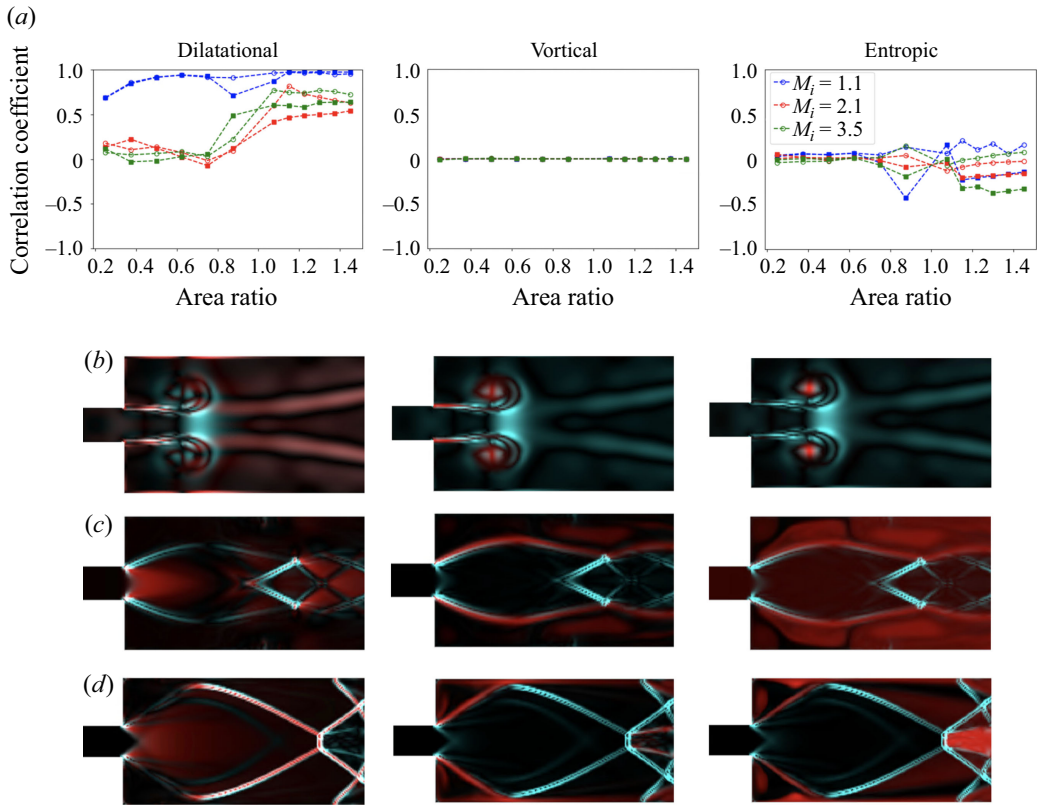 (a)
Dilatational
Vortical
Entropic
Correlation coefficient
1.0
0.5
0
–0.5
–1.0
0.2 0.4 0.6 0.8 1.0 1.2 1.4
Area ratio
1.0
0.5
0
–0.5
–1.0
0.2 0.4 0.6 0.8 1.0 1.2 1.4
Area ratio
1.0
0.5
0
–0.5
–1.0
0.2 0.4 0.6 0.8 1.0 1.2 1.4
Area ratio
M_i = 1.1
M_i = 2.1
M_i = 3.5
(b)
(c)
(d)